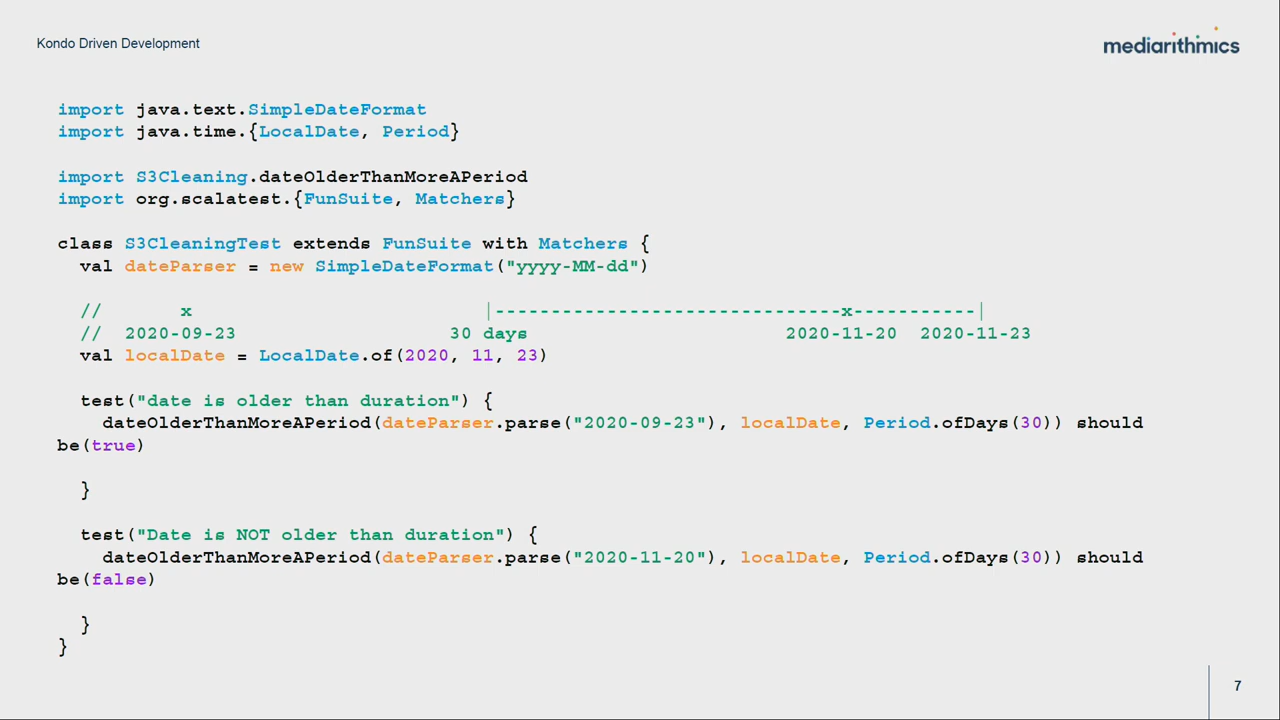 Kondo Driven Development
mediarithmics
import java.text.SimpleDateFormat
import java.time.{LocalDate, Period}
import S3Cleaning.dateOlderThanMoreAPeriod
import org.scalatest.{FunSuite, Matchers}
class S3CleaningTest extends FunSuite with Matchers {
val dateParser = new SimpleDateFormat("yyyy-MM-dd")
// x |-------------------------------x-----------|
// 2020-09-23 30 days 2020-11-20 2020-11-23
val localDate = LocalDate.of(2020, 11, 23)
test("date is older than duration") {
dateOlderThanMoreAPeriod(dateParser.parse("2020-09-23"), localDate, Period.ofDays(30)) should
be(true)
}
test("Date is NOT older than duration") {
dateOlderThanMoreAPeriod(dateParser.parse("2020-11-20"), localDate, Period.ofDays(30)) should
be(false)
}
}
7